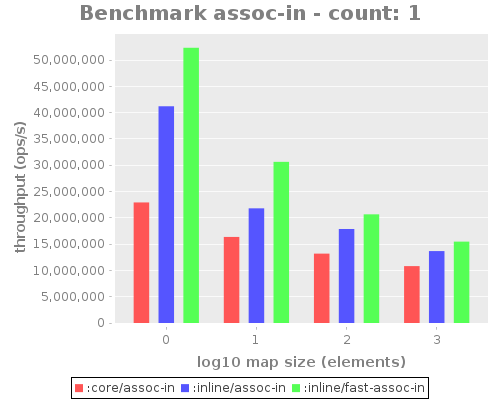 Benchmark assoc-in - count: 1
throughput (ops/s)
50,000,000
45,000,000
40,000,000
35,000,000
30,000,000
25,000,000
20,000,000
15,000,000
10,000,000
5,000,000
0
0 1 2 3
log10 map size (elements)
:core/assoc-in :inline/assoc-in :inline/fast-assoc-in